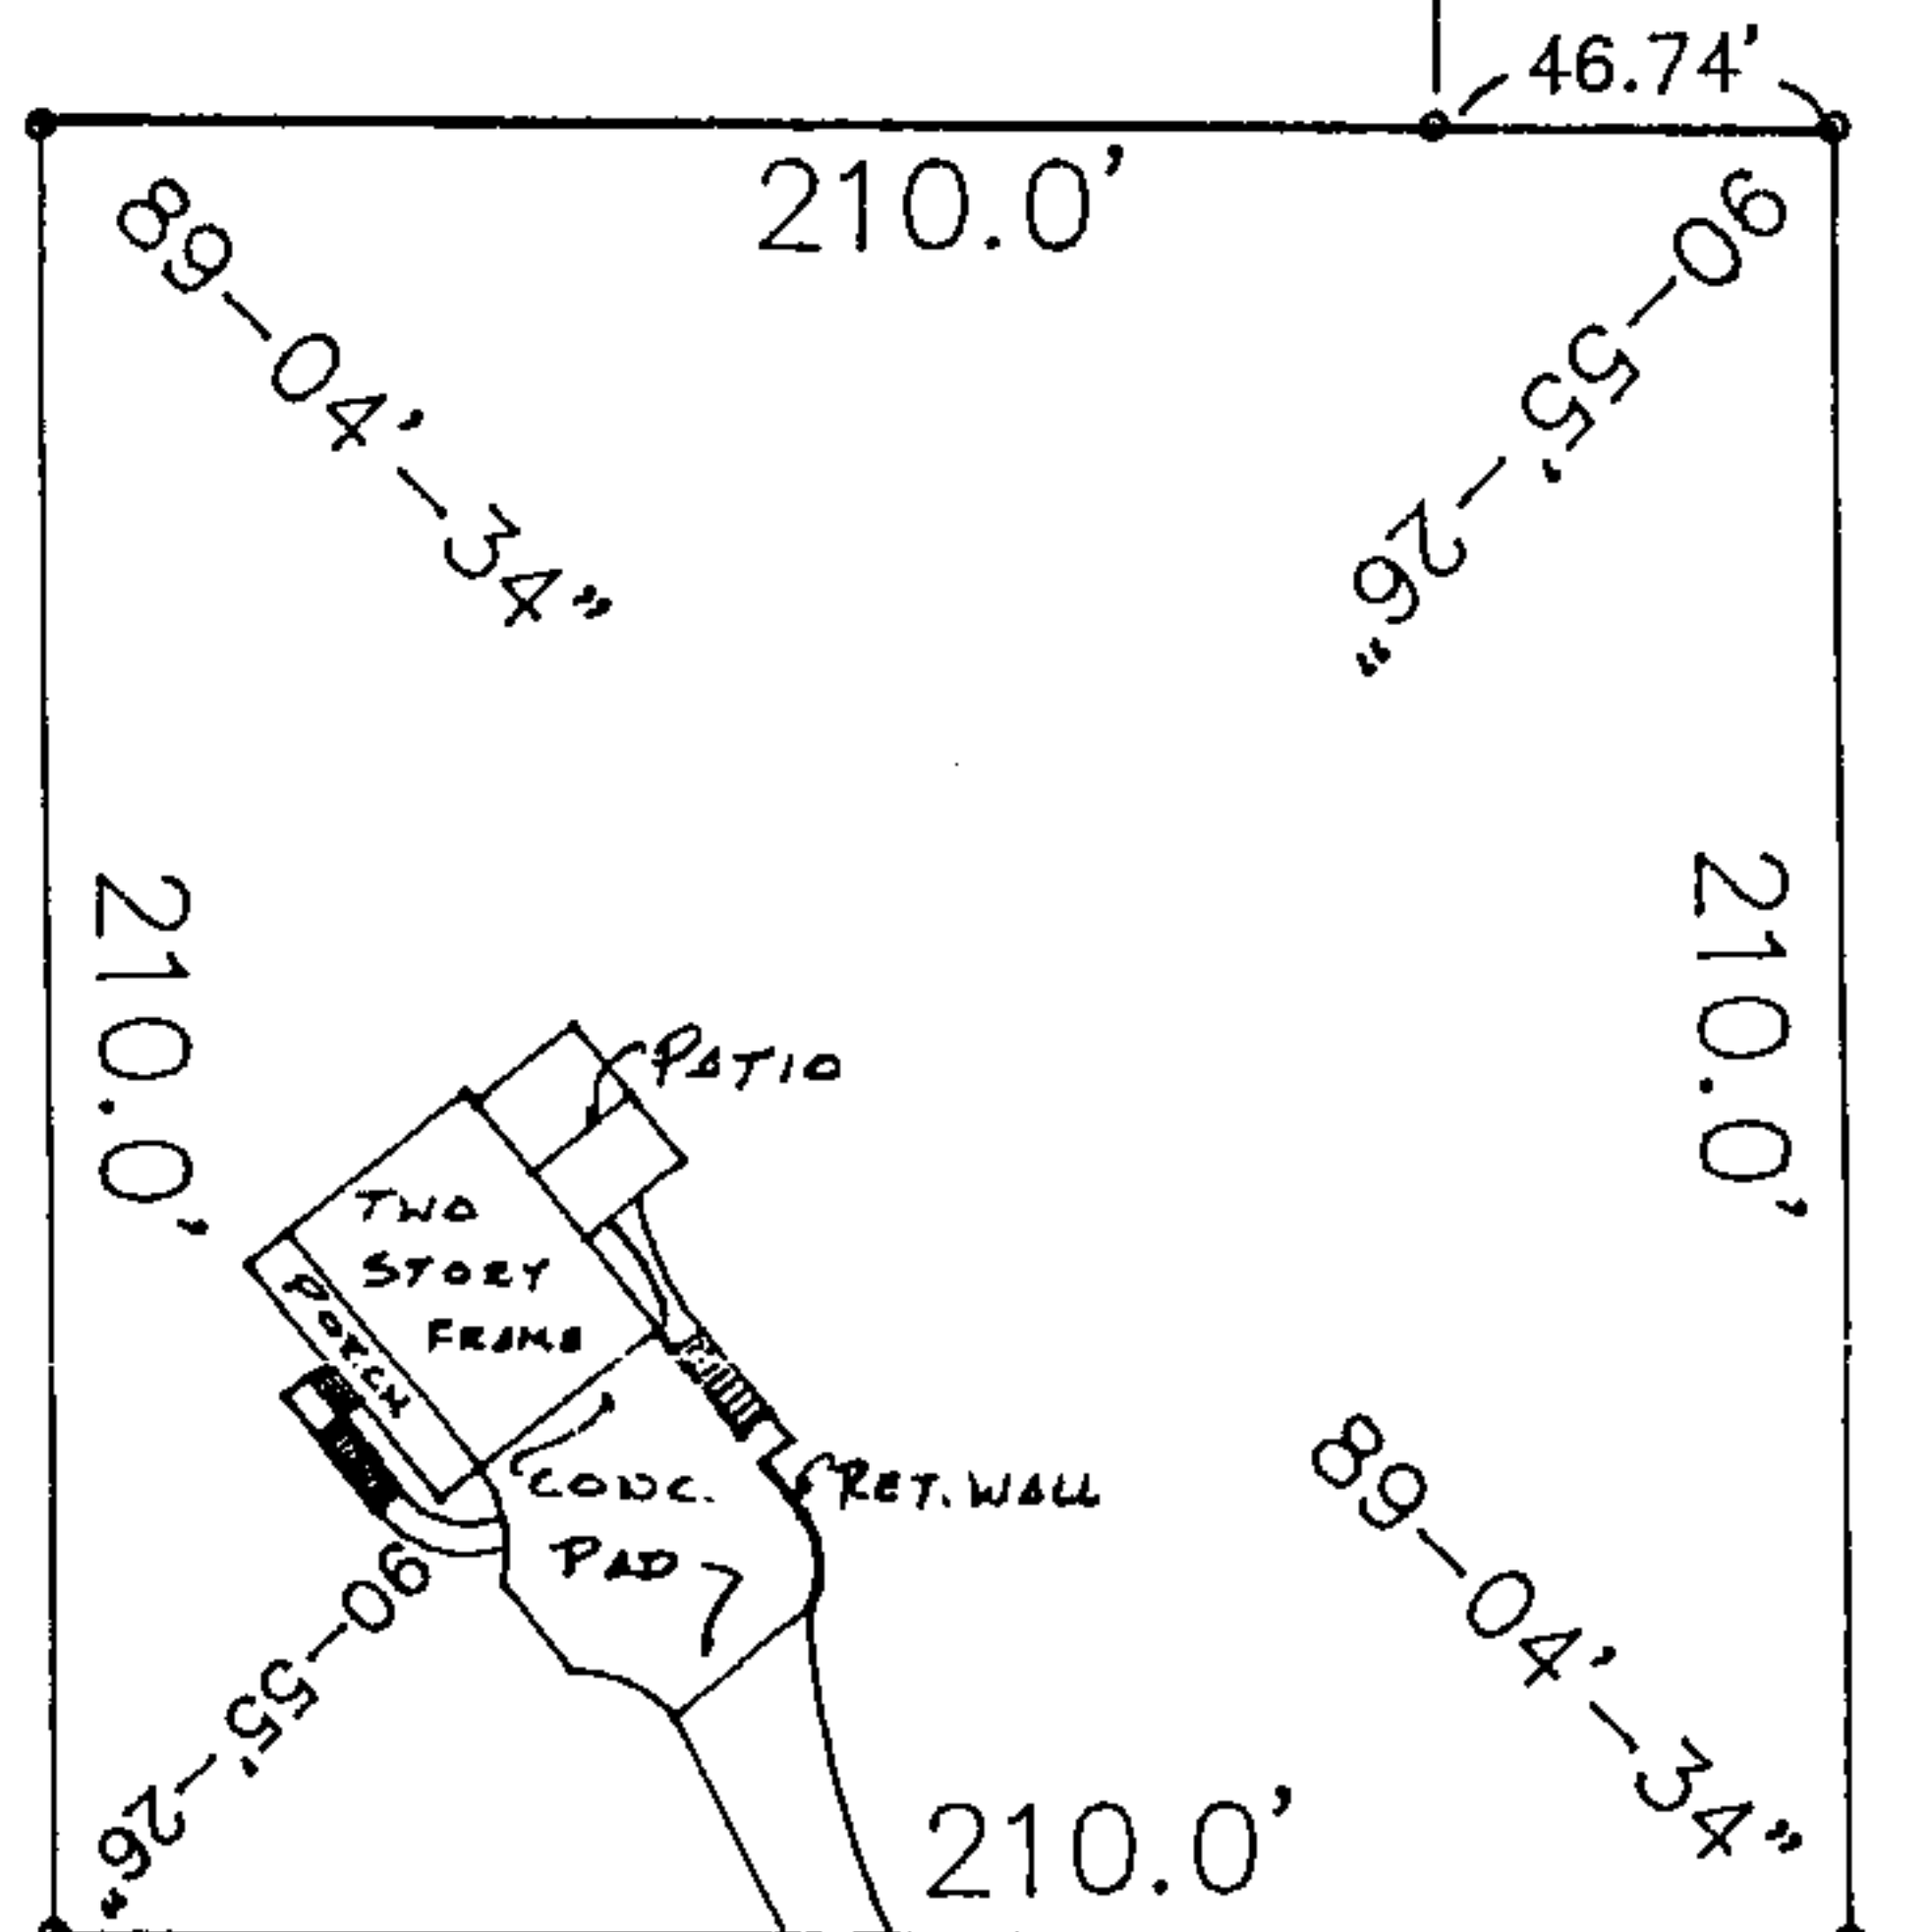 46.74'
210.0'
89-04'-34"
90-55'-26"
210.0'
210.0'
PATIO
TWO
STORY
FRAME
PORCH
CONC.
PAD
RET. WALL
90-55'-26"
89-04'-34"
210.0'